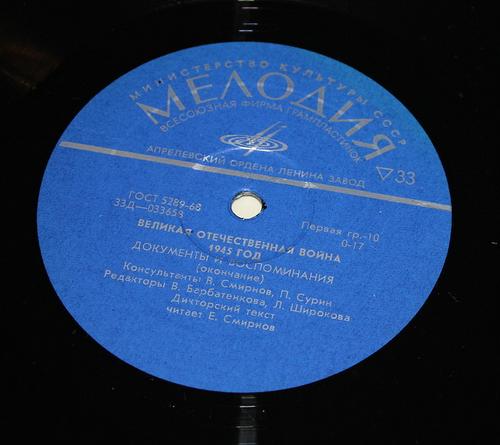 МИНИСТЕРСТВО КУЛЬТУРЫ СССР
МЕЛОДИЯ
ВСЕСОЮЗНАЯ ФИРМА ГРАМПЛАСТИНОК
АПРЕЛЕВСКИЙ ОРДЕНА ЛЕНИНА ЗАВОД
33
ГОСТ 5289-68
33Д—033658
Первая гр.-10
0-17
ВЕЛИКАЯ ОТЕЧЕСТВЕННАЯ ВОЙНА
1945 ГОД
ДОКУМЕНТЫ И ВОСПОМИНАНИЯ
(окончание)
Консультанты В. Смирнов, П. Сурин
Редакторы В. Барбатенкова, Л. Широкова
Дикторский текст
читает Е. Смирнов